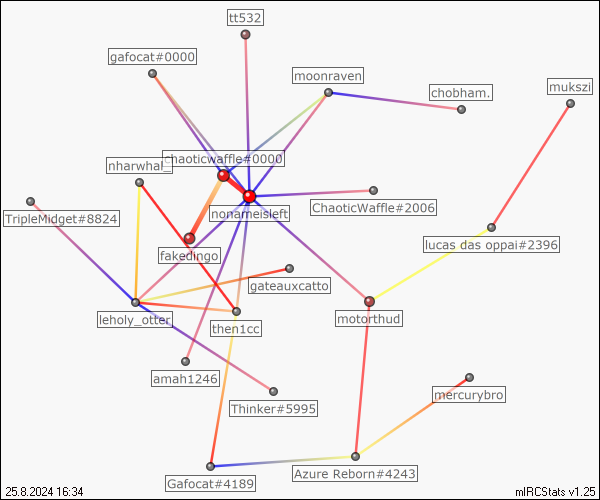 tt532
gafocat#0000
moonraven
mukszi
chobham.
chaoticwaffle#0000
nharwhal_
nonameisleft
ChaoticWaffle#2006
TripleMidget#8824
lucas das oppai#2396
fakedingo
gateauxcatto
leholy_otter
then1cc
motorthud
amah1246
mercurybro
Thinker#5995
Azure Reborn#4243
Gafocat#4189
25.8.2024 16:34
mIRCStats v1.25